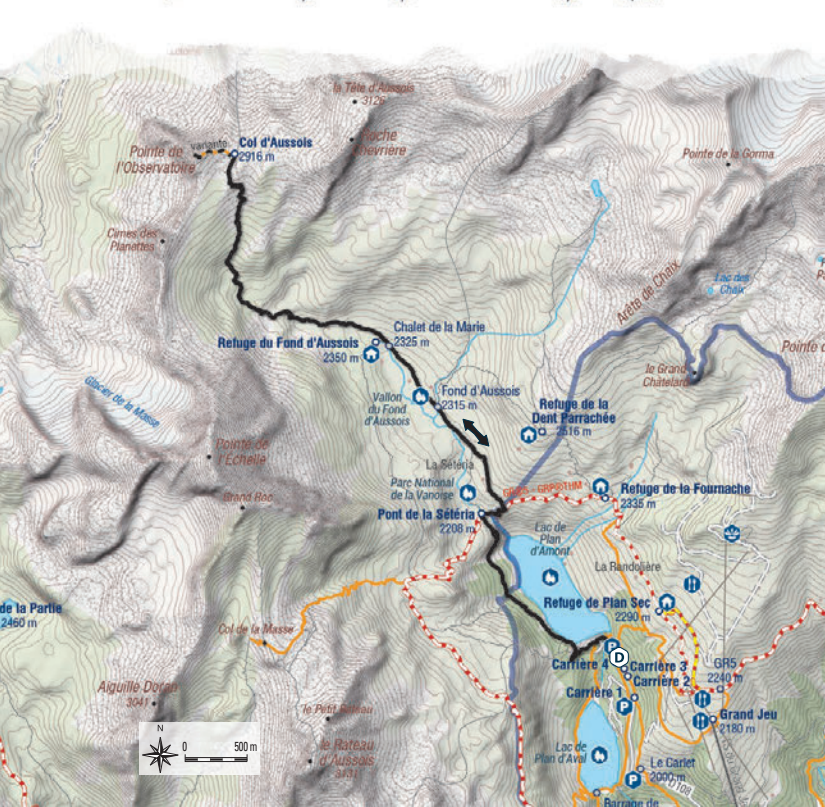 la Tête d'Aussois
3126
Roche
Chevrière
variante
Col d'Aussois
2916 m
Pointe de
l'Observatoire
Pointe de la Gorma
Cimes des
Planettes
Lac des
Chaix
Arête de Chaix
Chalet de la Marie
2325 m
Refuge du Fond d'Aussois
2350 m
le Grand
Châtelard
Glacier de la Masse
Vallon
du Fond
d'Aussois
Fond d'Aussois
2315 m
Refuge de la
Dent Parrachée
2516 m
Pointe de
l'Echelle
La Sétéria
Parc National
de la Vanoise
Grand Roc
Refuge de la Fournache
2335 m
Pont de la Sétéria
2208 m
Lac de
Plan
d'Amont
La Randolière
de la Partie
2460 m
Refuge de Plan Sec
2290 m
Col de la Masse
P
D
Carrière 4
Carrière 3
Carrière 2
GR5
2240 m
Aiguille Doran
3041
Carrière 1
P
le Petit Rateau
Grand Jeu
2180 m
N
0 500 m
le Rateau
d'Aussois
3131
Lac de
Plan d'Aval
Le Carlet
2000 m
P
D108
Barrage de